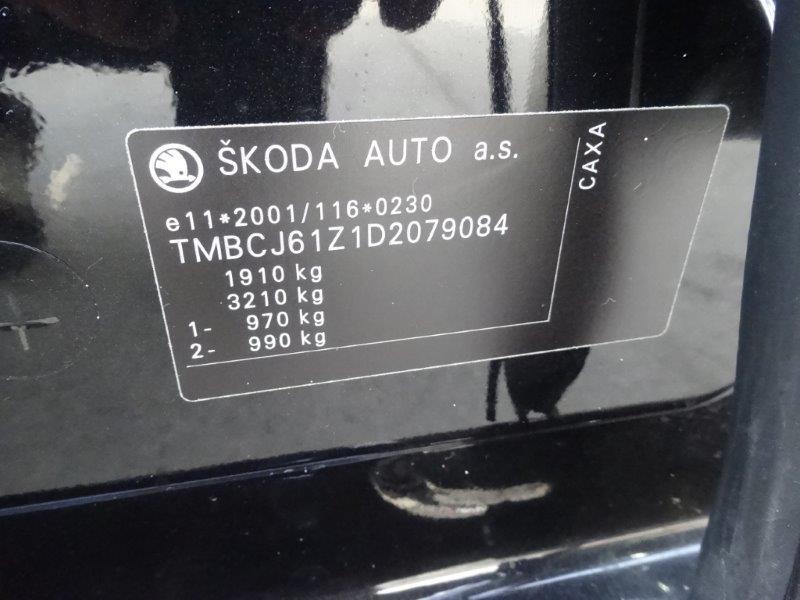 ŠKODA AUTO a.s.
e11*2001/116*0230
TMBCJ61Z1D2079084
1910 kg
3210 kg
1- 970 kg
2- 990 kg
CAXA